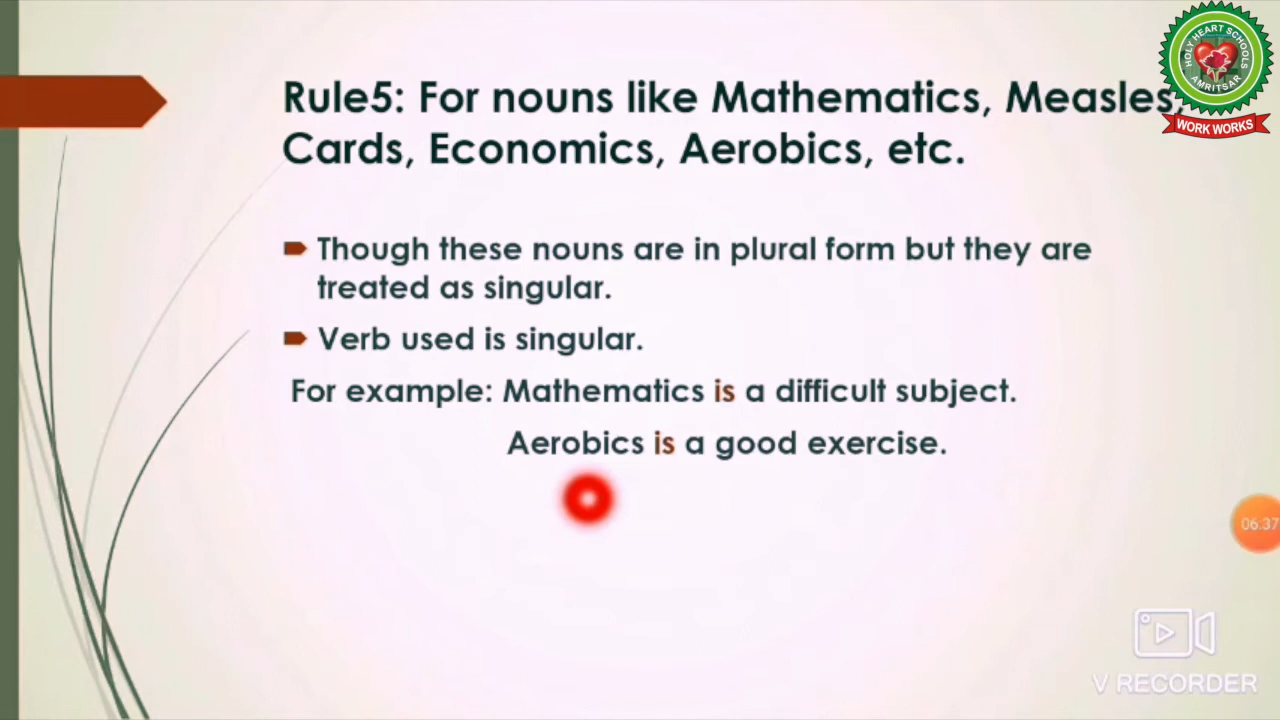 Rule5: For nouns like Mathematics, Measles,
Cards, Economics, Aerobics, etc.
Though these nouns are in plural form but they are
treated as singular.
Verb used is singular.
For example: Mathematics is a difficult subject.
Aerobics is a good exercise.
HOLY HEART SCHOOLS
AMRITSAR
WORK WORKS
06:37
V RECORDER